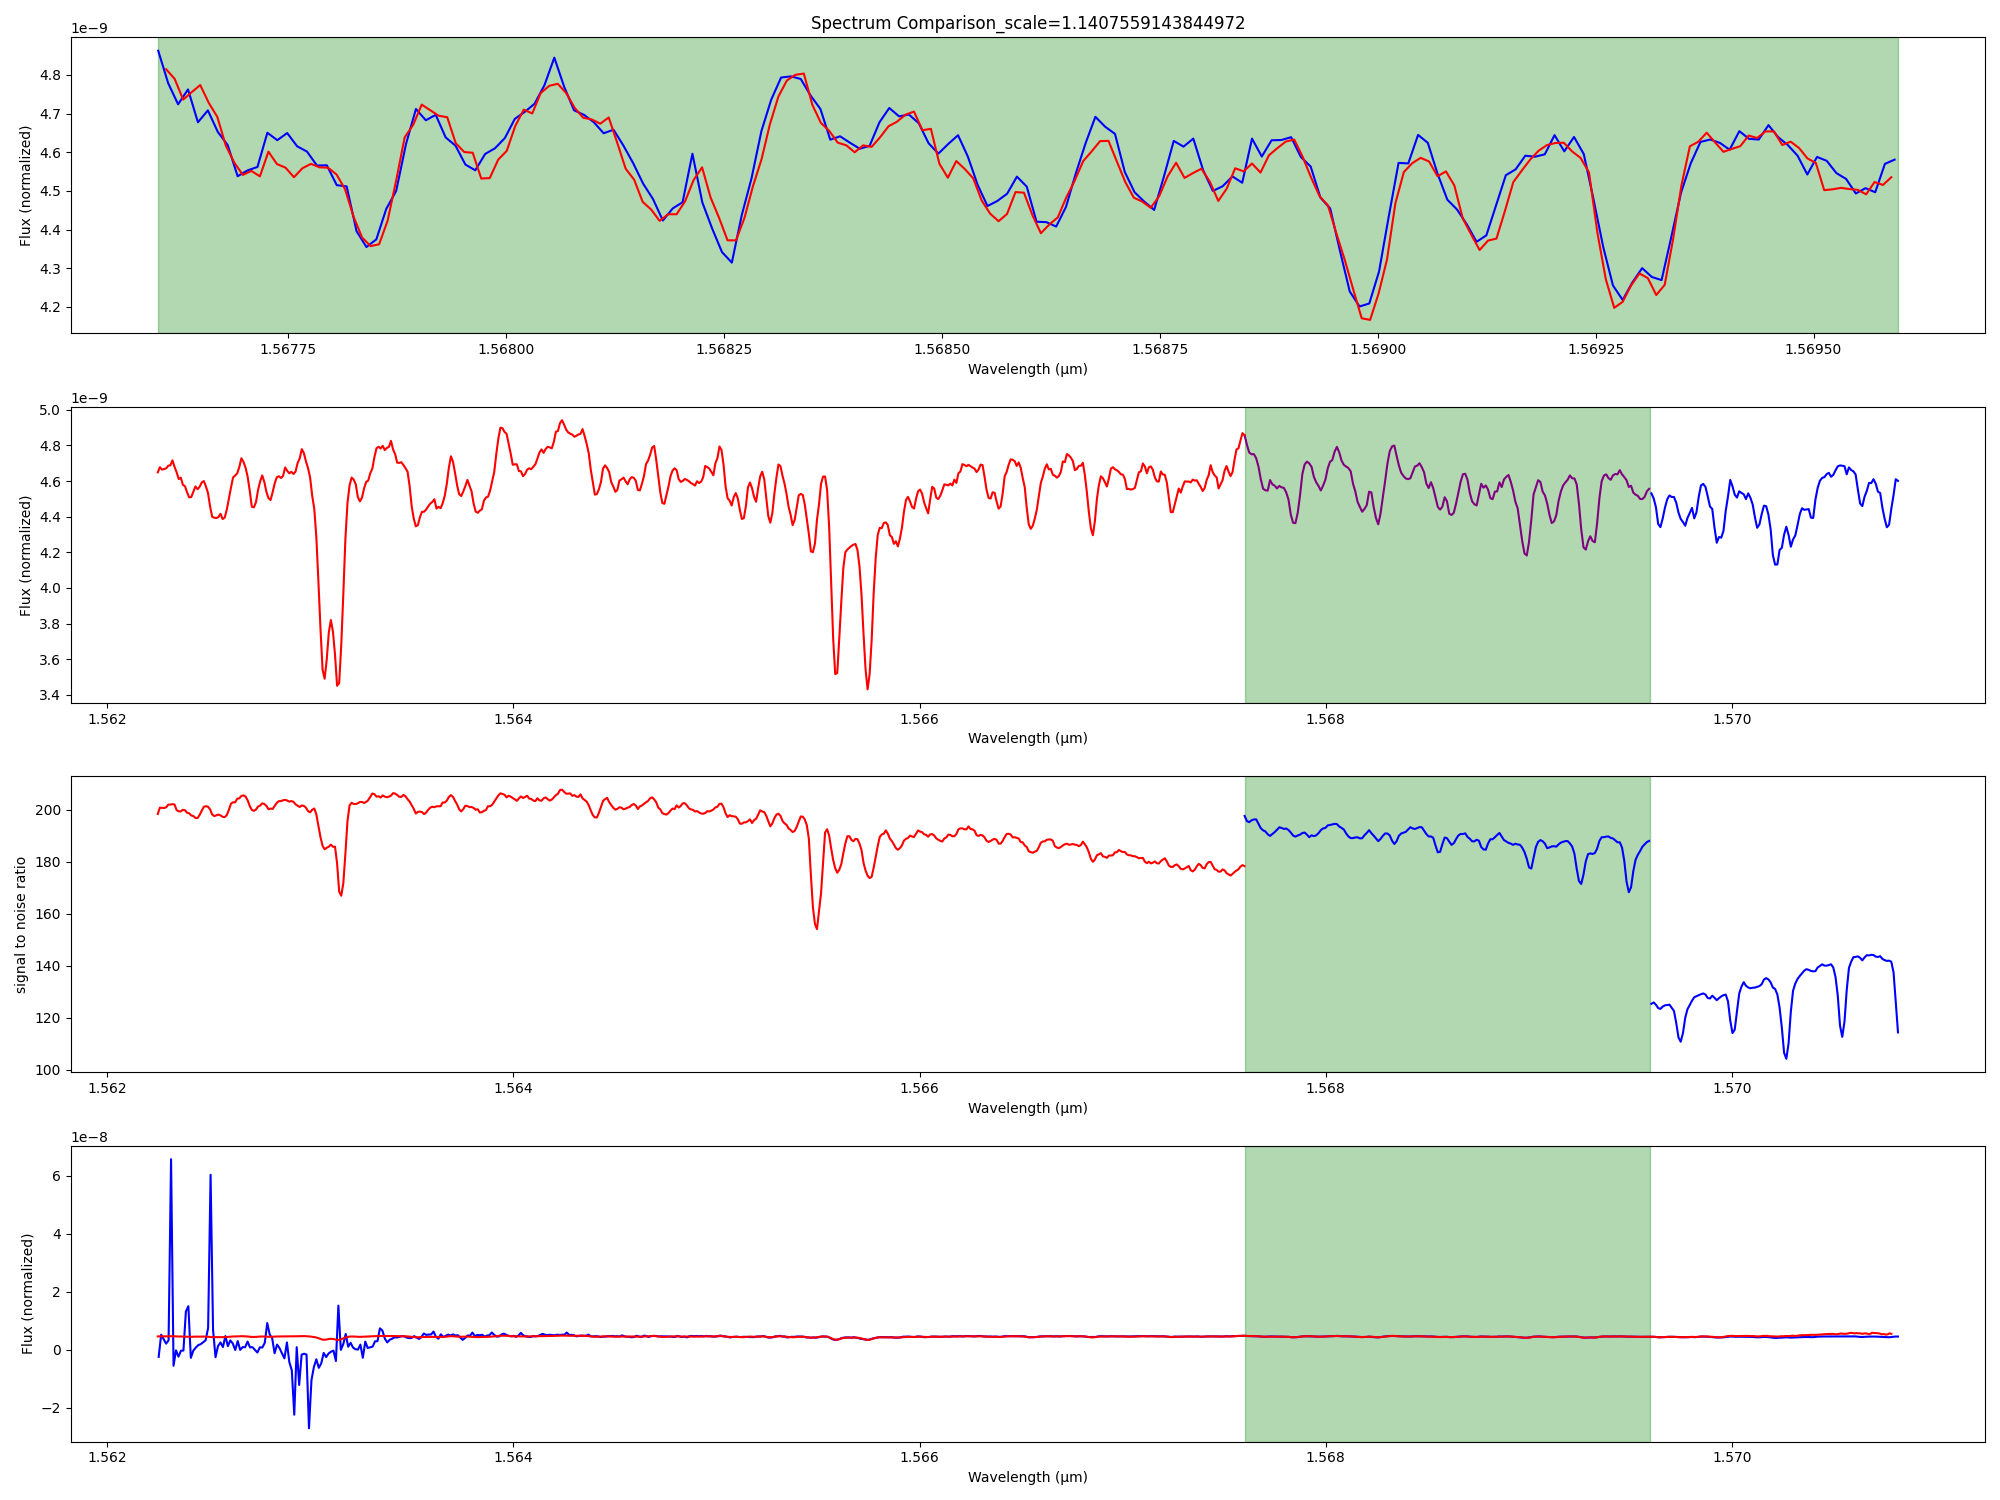 Spectrum Comparison_scale=1.1407559143844972
1e−9
Flux (normalized)
4.8
4.7
4.6
4.5
4.4
4.3
4.2
1.56775 1.56800 1.56825 1.56850 1.56875 1.56900 1.56925 1.56950
Wavelength (μm)
1e−9
Flux (normalized)
5.0
4.8
4.6
4.4
4.2
4.0
3.8
3.6
3.4
1.562 1.564 1.566 1.568 1.570
Wavelength (μm)
signal to noise ratio
200
180
160
140
120
100
1.562 1.564 1.566 1.568 1.570
Wavelength (μm)
1e−8
Flux (normalized)
6
4
2
0
−2
1.562 1.564 1.566 1.568 1.570
Wavelength (μm)